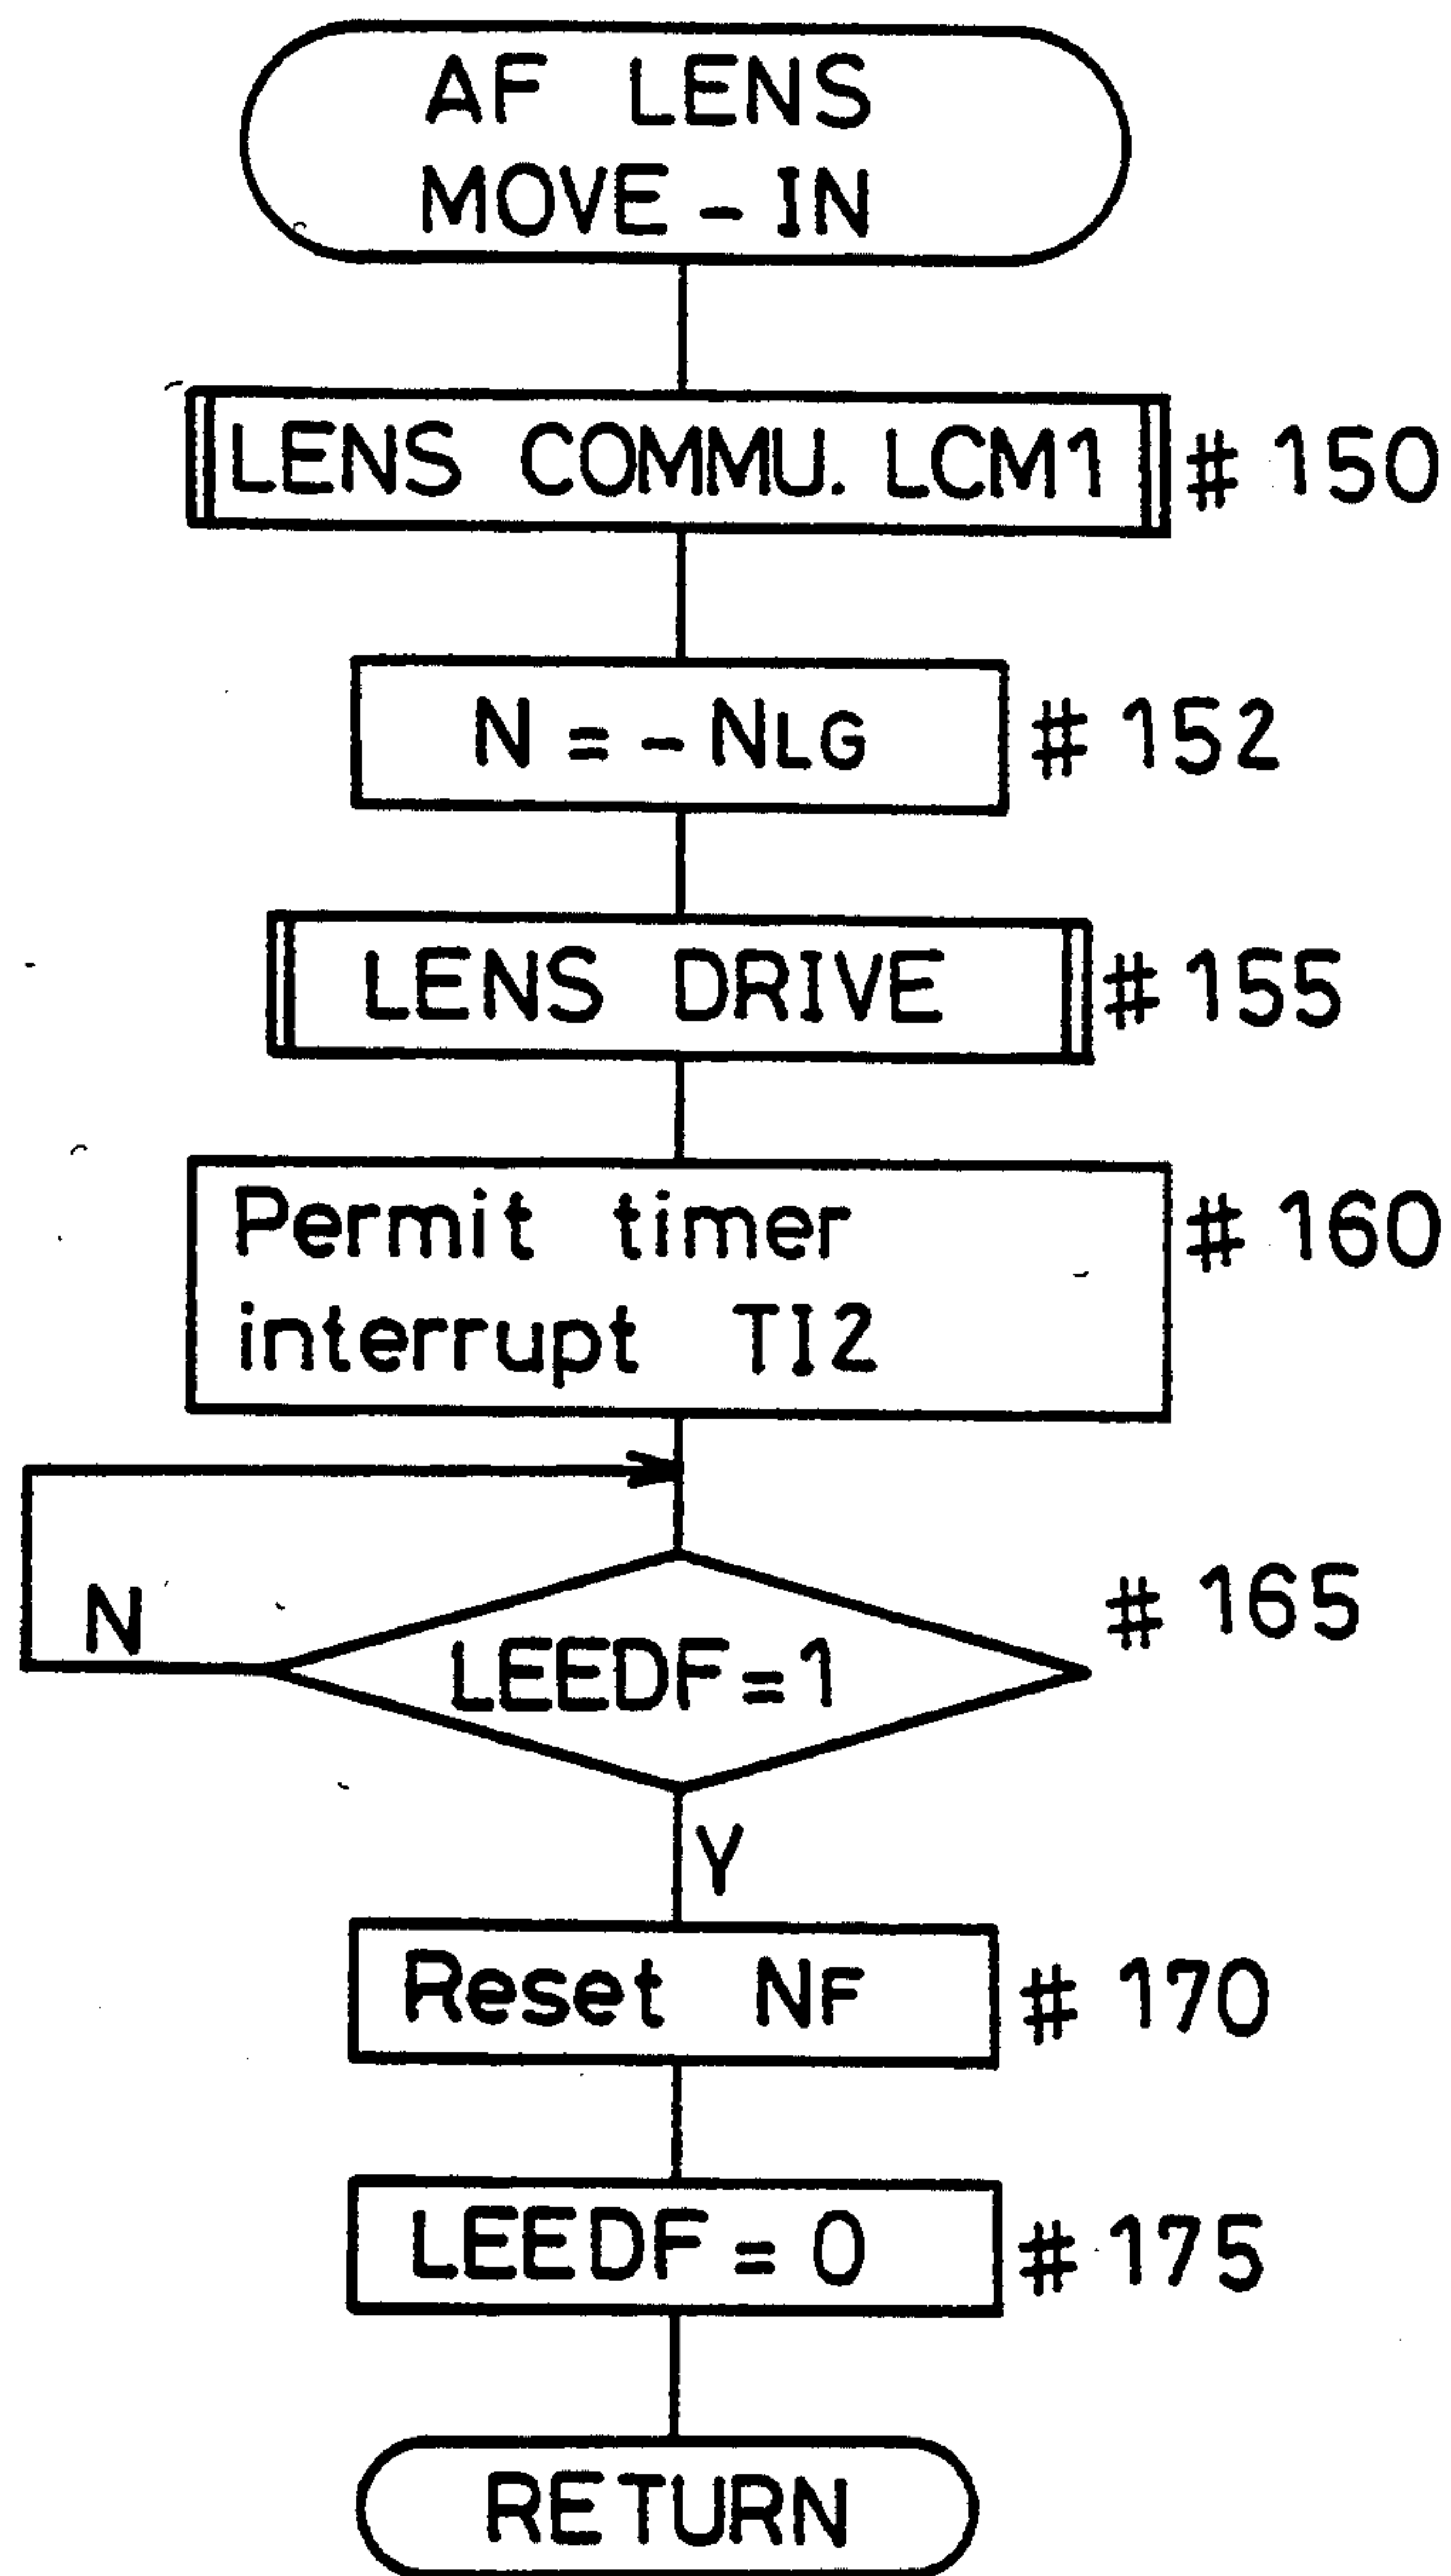 AF LENS
MOVE - IN
LENS COMMU. LCM1 # 150
N = - NLG # 152
LENS DRIVE # 155
Permit timer # 160
interrupt TI2
# 165
N
LEEDF = 1
Y
Reset NF # 170
LEEDF = 0 # 175
RETURN